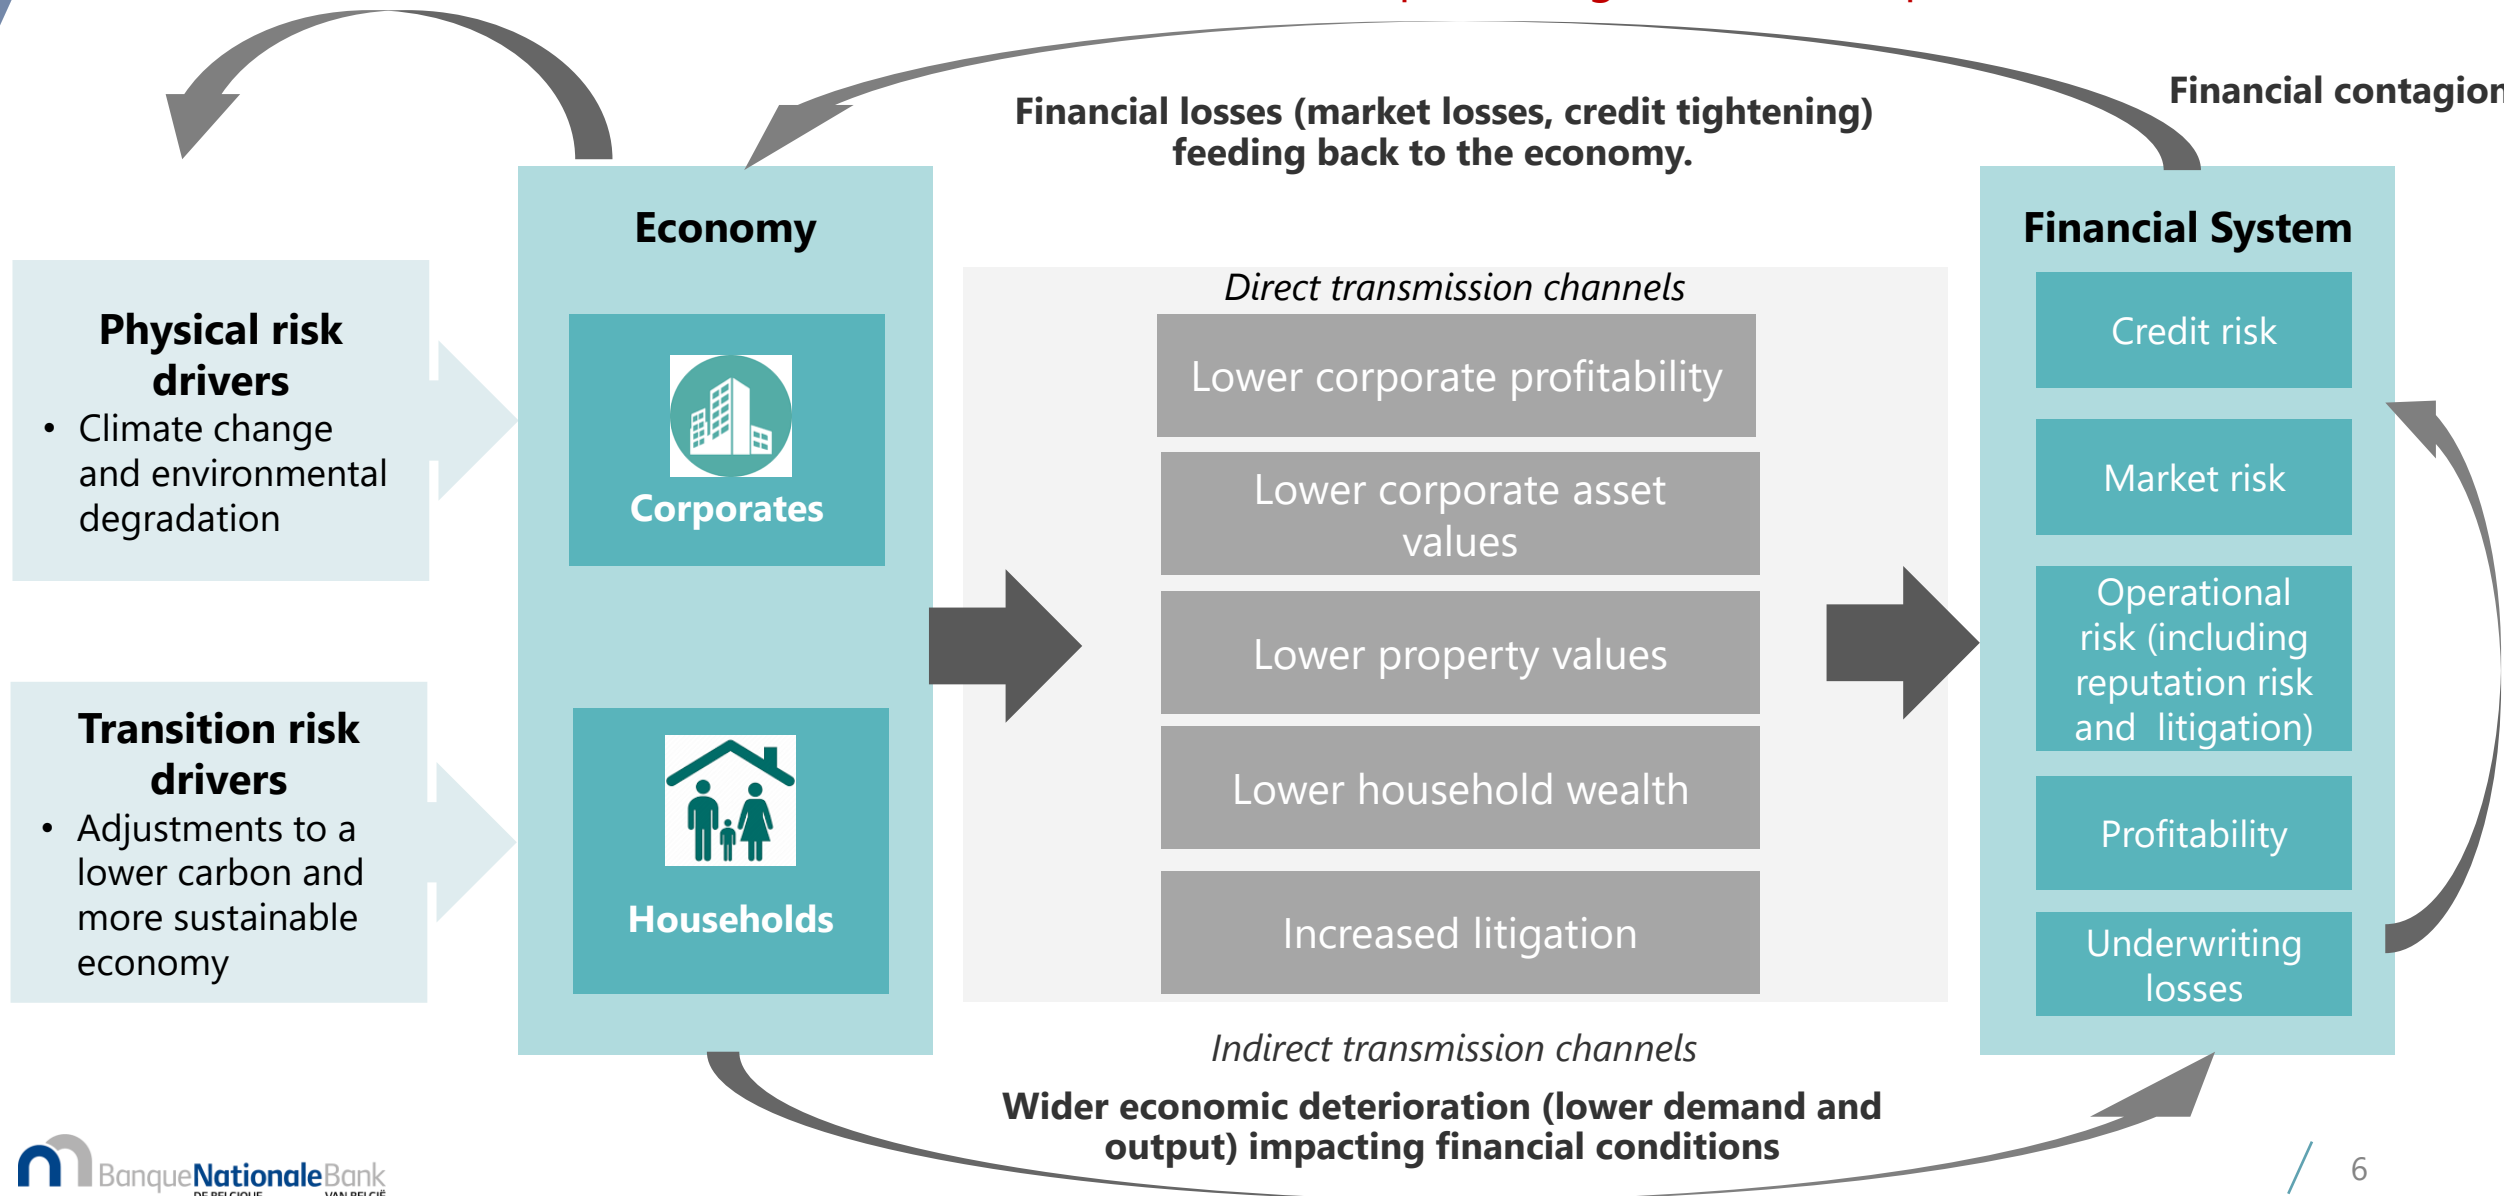 Financial contagion
Financial losses (market losses, credit tightening)
feeding back to the economy.
Physical risk
drivers
• Climate change
and environmental
degradation
Transition risk
drivers
• Adjustments to a
lower carbon and
more sustainable
economy
Economy
Corporates
Households
Direct transmission channels
Lower corporate profitability
Lower corporate asset
values
Lower property values
Lower household wealth
Increased litigation
Indirect transmission channels
Wider economic deterioration (lower demand and
output) impacting financial conditions
Financial System
Credit risk
Market risk
Operational
risk (including
reputation risk
and litigation)
Profitability
Underwriting
losses
BanqueNationaleBank
DE BELGIQUE VAN BELGIË
6